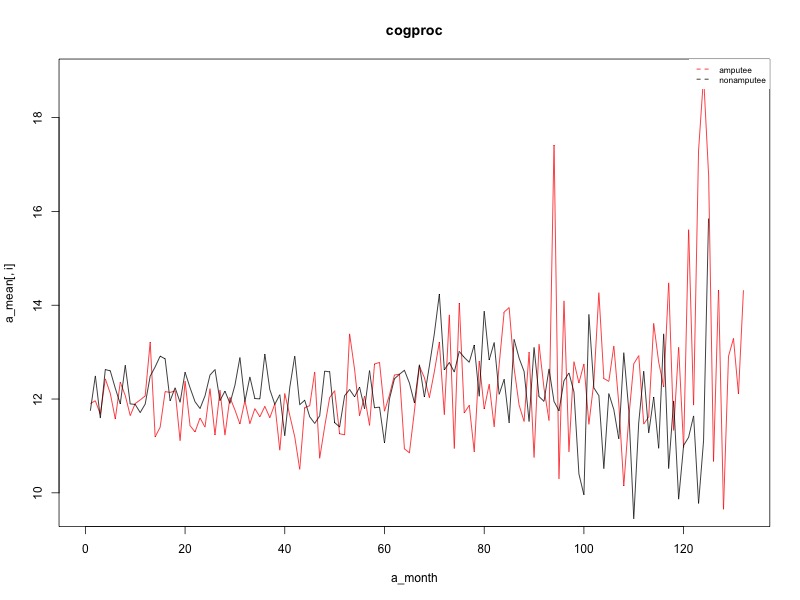 cogproc
amputee
nonamputee
18
16
14
12
10
a_mean[, i]
0 20 40 60 80 100 120
a_month